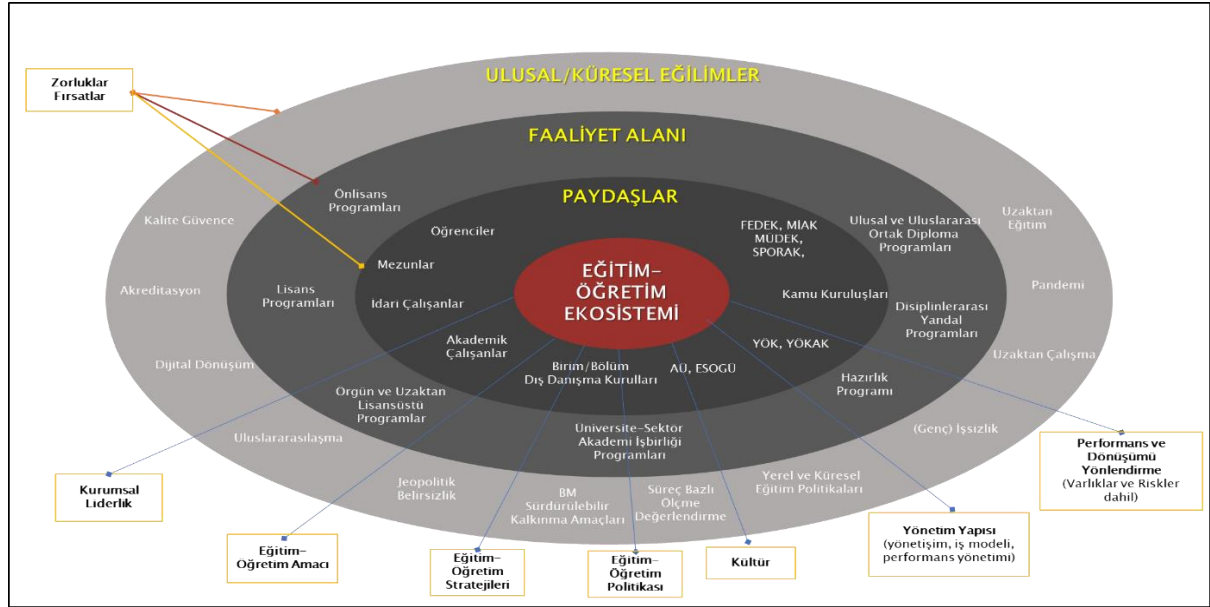 ULUSAL/KÜRESEL EĞİLİMLER
Zorluklar
Fırsatlar
FAALİYET ALANI
PAYDAŞLAR
Önlisans
Programları
Kalite Güvence
Öğrenciler
FEDEK, MİAK
MÜDEK,
SPORAK,
Ulusal ve Uluslararası
Ortak Diploma
Programları
Uzaktan
Eğitim
Mezunlar
EĞİTİM-
ÖĞRETİM
EKOSİSTEMİ
Akreditasyon
Lisans
Programları
İdari Çalışanlar
Kamu Kuruluşları
Disiplinlerarası
Yandal
Programları
Pandemi
Akademik
Çalışanlar
YÖK, YÖKAK
Uzaktan Çalışma
Dijital Dönüşüm
Birim/Bölüm
Dış Danışma Kurulları
AÜ, ESOGÜ
Hazırlık
Programı
Örgün ve Uzaktan
Lisansüstü
Programlar
Universite-Sektör
Akademi İşbirliği
Programları
Uluslararasılaşma
(Genç) İşsizlik
Jeopolitik
Belirsizlik
BM
Sürdürülebilir
Kalkınma Amaçları
Süreç Bazlı
Ölçme
Değerlendirme
Yerel ve Küresel
Eğitim Politikaları
Performans ve
Dönüşümü
Yönlendirme
(Varlıklar ve Riskler
dahil)
Kurumsal
Liderlik
Eğitim-
Öğretim Amacı
Eğitim-
Öğretim
Stratejileri
Eğitim-
Öğretim
Politikası
Kültür
Yönetim Yapısı
(yönetişim, iş modeli,
performans yönetimi)